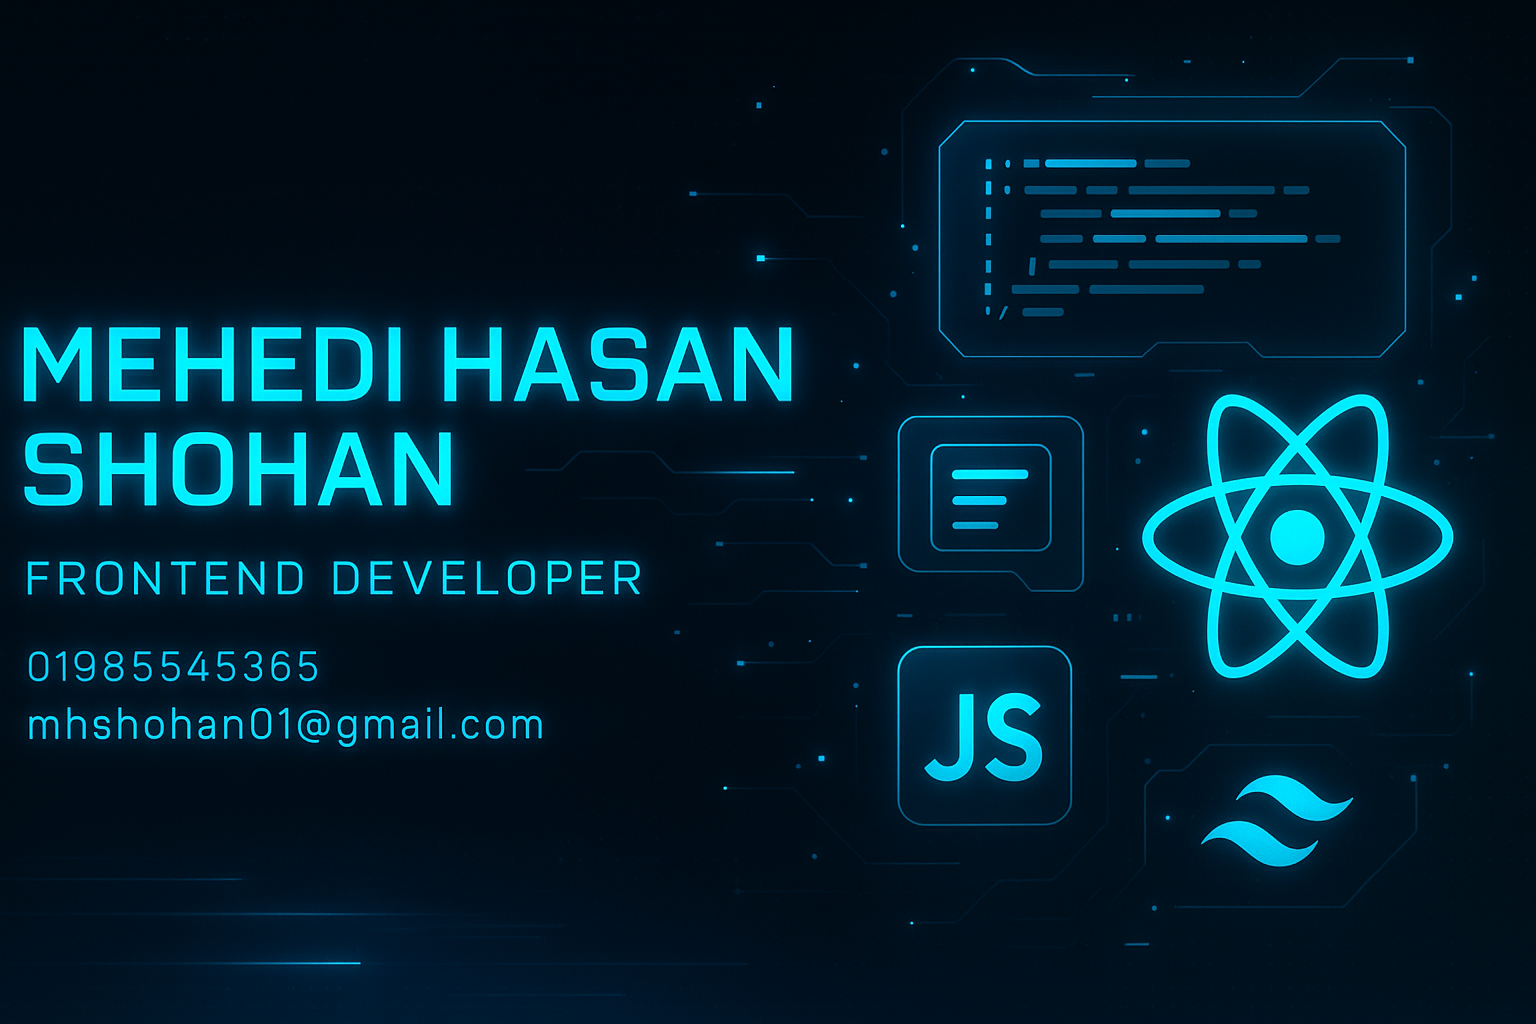 MEHEDI HASAN
SHOHAN
FRONTEND DEVELOPER
01985545365
mhshohan01@gmail.com
JS